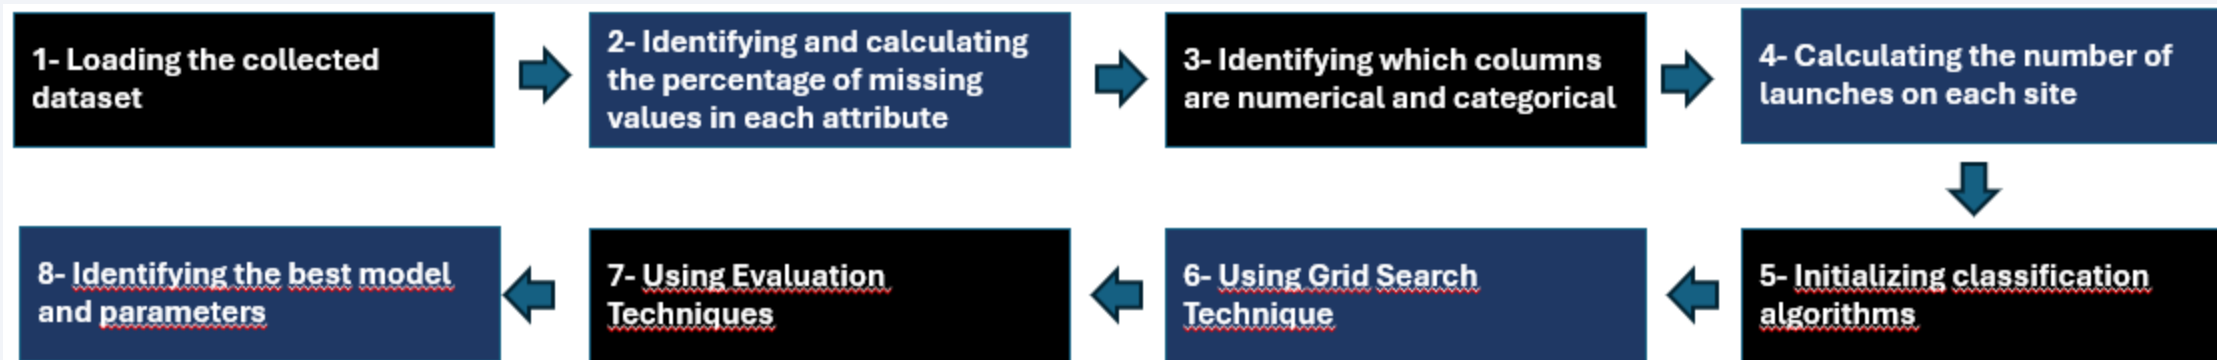 1- Loading the collected
dataset
2- Identifying and calculating
the percentage of missing
values in each attribute
3- Identifying which columns
are numerical and categorical
4- Calculating the number of
launches on each site
5- Initializing classification
algorithms
6- Using Grid Search
Technique
7- Using Evaluation
Techniques
8- Identifying the best model
and parameters